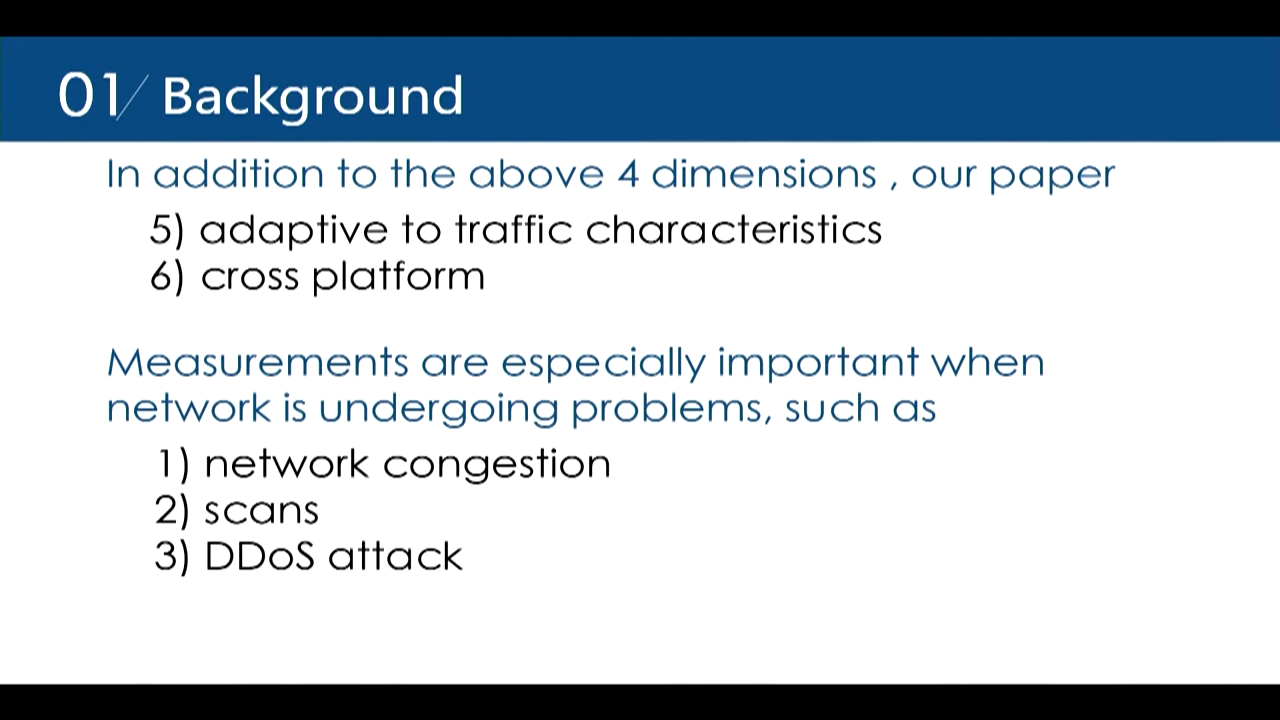 01/ Background
In addition to the above 4 dimensions , our paper
5) adaptive to traffic characteristics
6) cross platform
Measurements are especially important when
network is undergoing problems, such as
1) network congestion
2) scans
3) DDoS attack